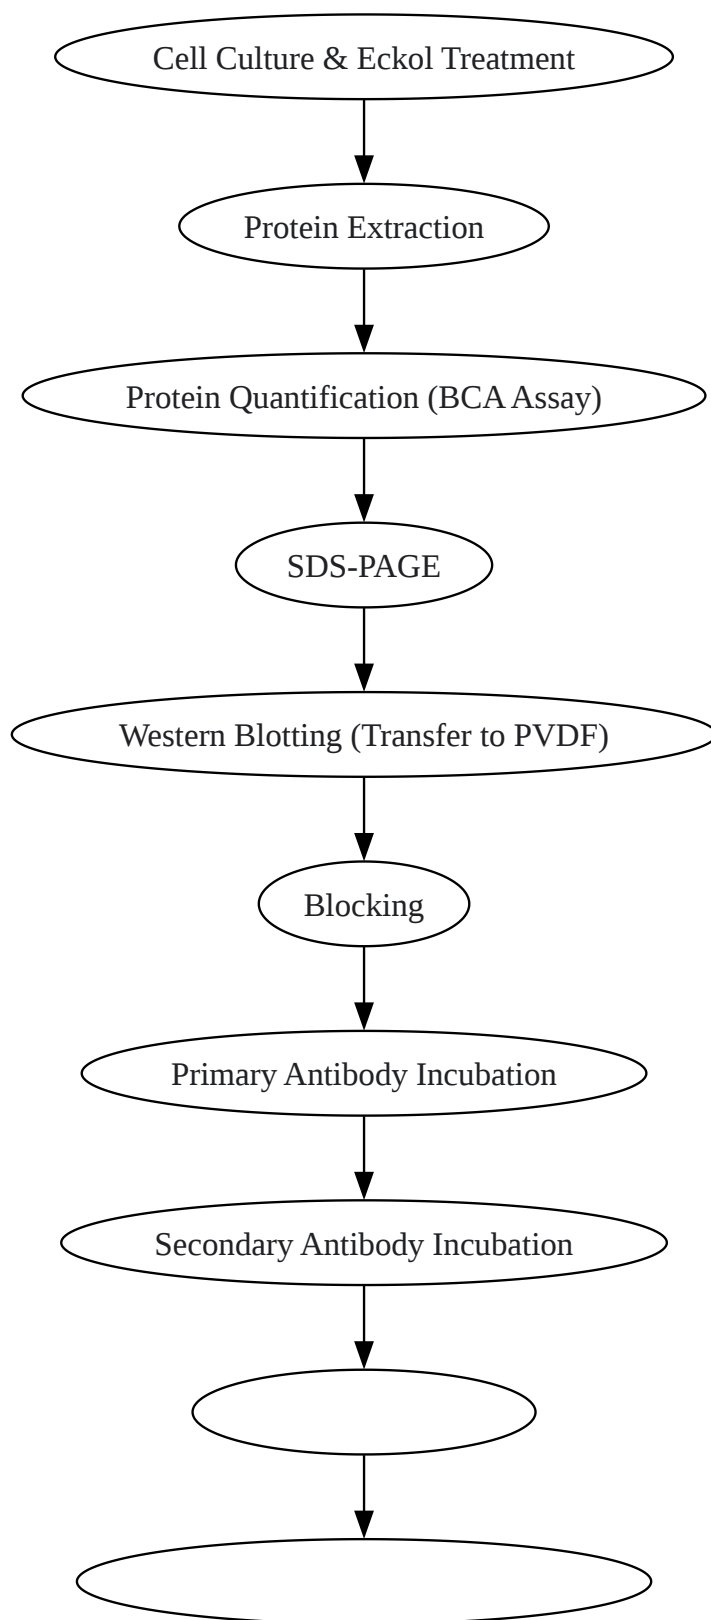 Cell Culture & Eckol Treatment
Protein Extraction
Protein Quantification (BCA Assay)
SDS-PAGE
Western Blotting (Transfer to PVDF)
Blocking
Primary Antibody Incubation
Secondary Antibody Incubation